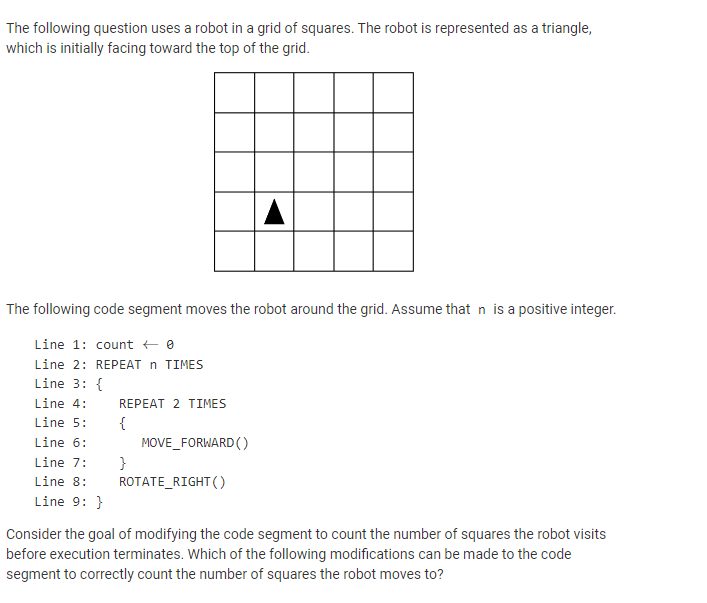 The following question uses a robot in a grid of squares. The robot is represented as a triangle,
which is initially facing toward the top of the grid.
The following code segment moves the robot around the grid. Assume that n is a positive integer.
Line 1: count ← 0
Line 2: REPEAT n TIMES
Line 3: {
Line 4: REPEAT 2 TIMES
Line 5: {
Line 6: MOVE_FORWARD()
Line 7: }
Line 8: ROTATE_RIGHT()
Line 9: }
Consider the goal of modifying the code segment to count the number of squares the robot visits
before execution terminates. Which of the following modifications can be made to the code
segment to correctly count the number of squares the robot moves to?